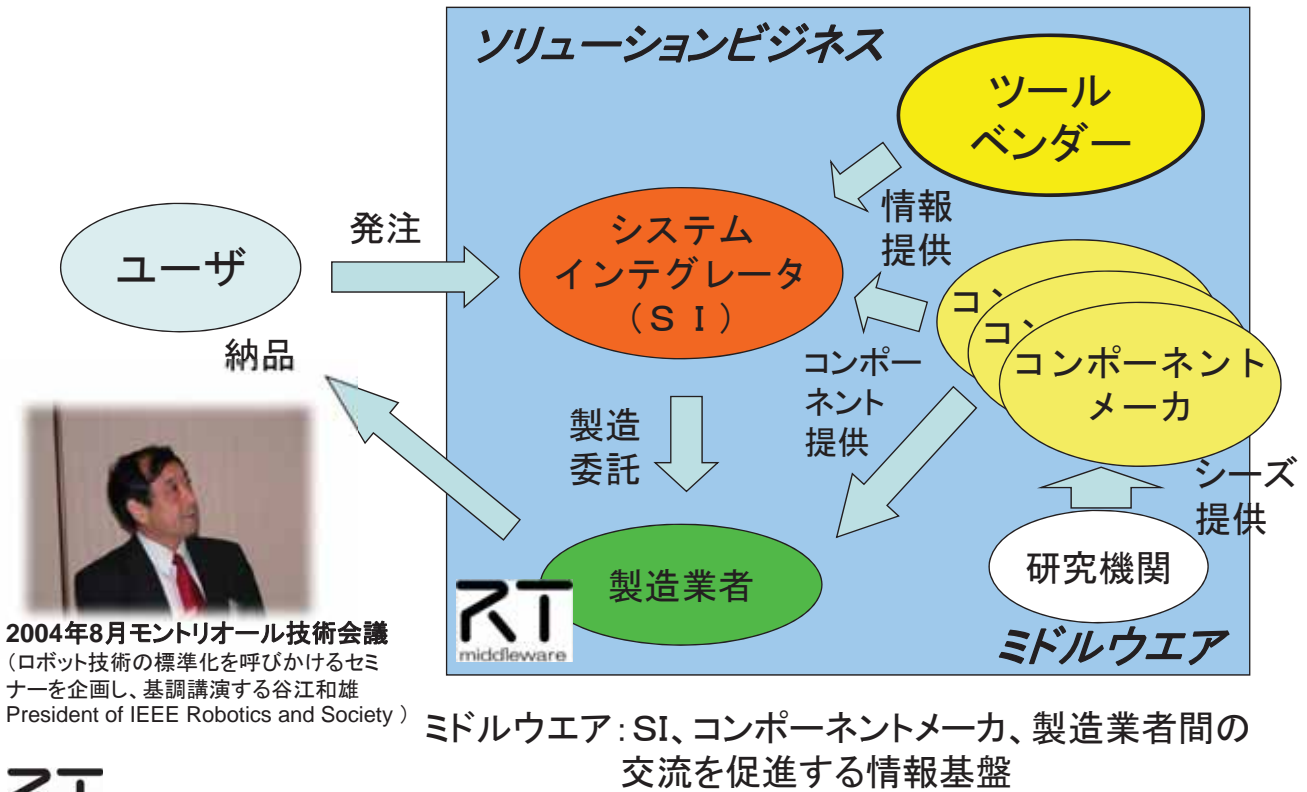 ソリューションビジネス
ツール
ベンダー
情報
提供
発注
ユーザ
システム
インテグレータ
(ＳＩ)
納品
コン
コン
コンポーネント
メーカ
コンポー
ネント
提供
製造
委託
シーズ
提供
研究機関
製造業者
RT
middleware
ミドルウエア
2004年8月モントリオール技術会議
（ロボット技術の標準化を呼びかけるセミ
ナーを企画し、基調講演する谷江和雄
President of IEEE Robotics and Society ）
ミドルウエア：SI、コンポーネントメーカ、製造業者間の
交流を促進する情報基盤
RT